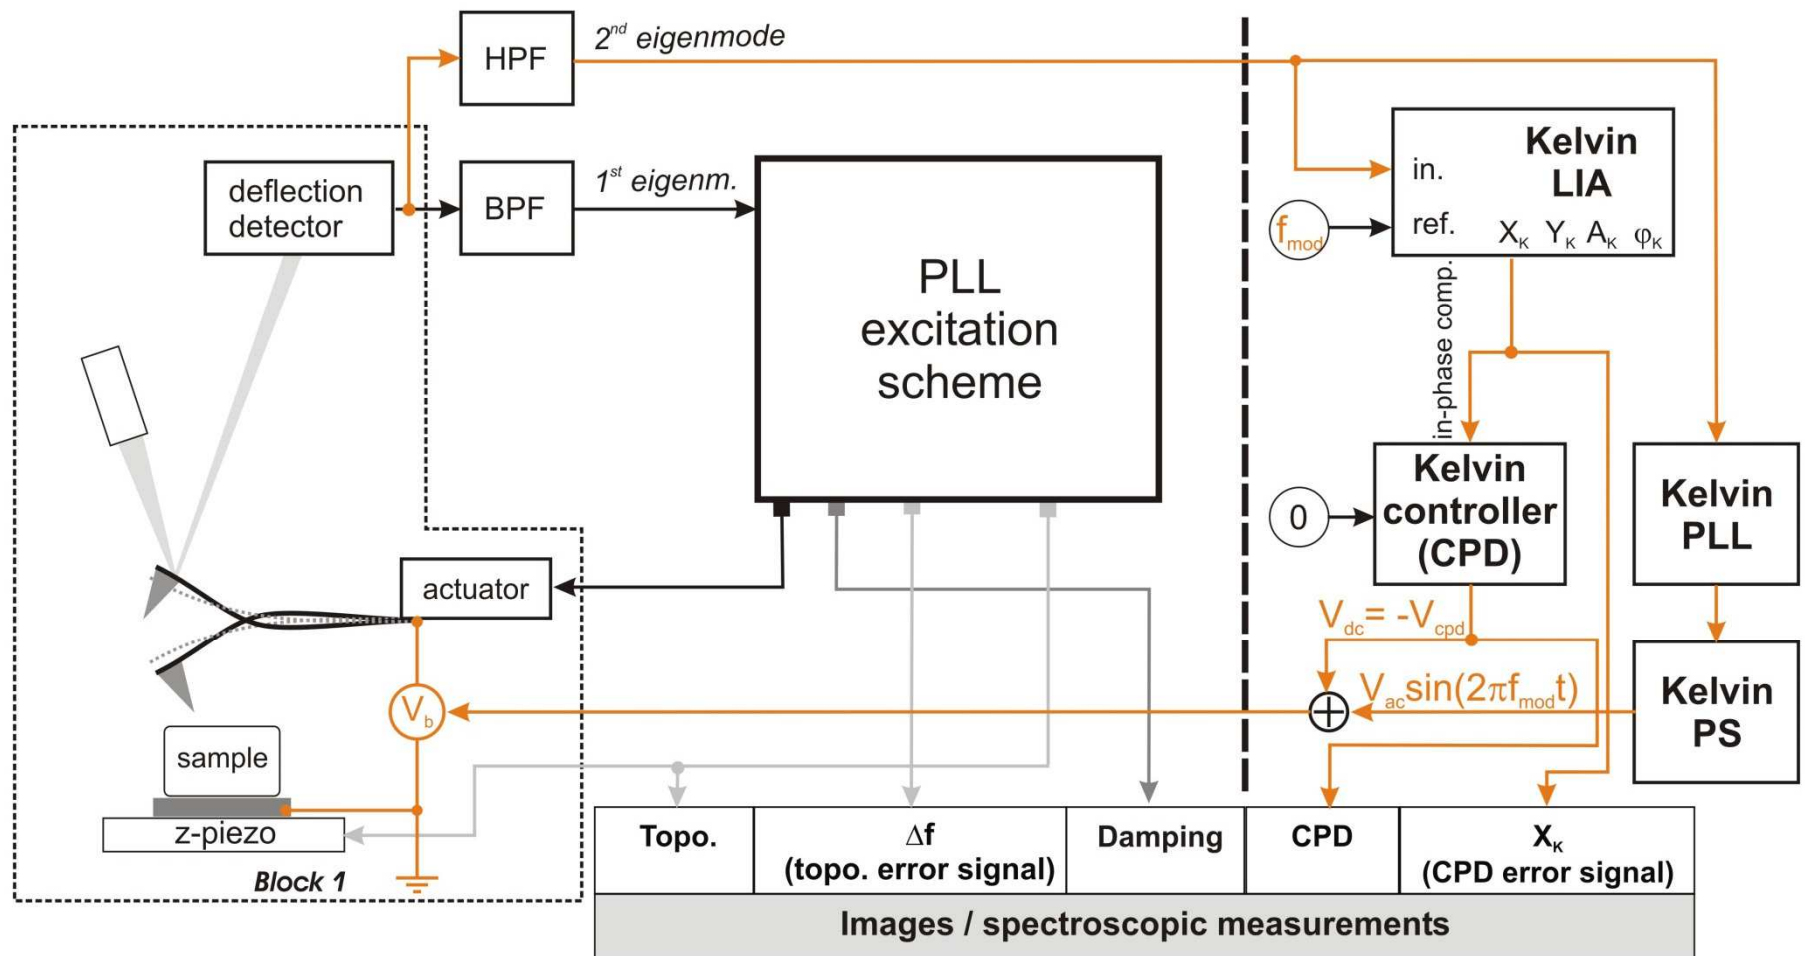 HPF
2nd eigenmode
deflection
detector
BPF
1st eigenm.
PLL
excitation
scheme
Kelvin
LIA
in.
ref.
fmod
XK YK AK φK
in-phase comp.
Kelvin
controller
(CPD)
0
Kelvin
PLL
actuator
Vdc= -Vcpd
Vacsin(2πfmodt)
Kelvin
PS
Vb
sample
z-piezo
Block 1
Topo.
Δf
(topo. error signal)
Damping
CPD
XK
(CPD error signal)
Images / spectroscopic measurements